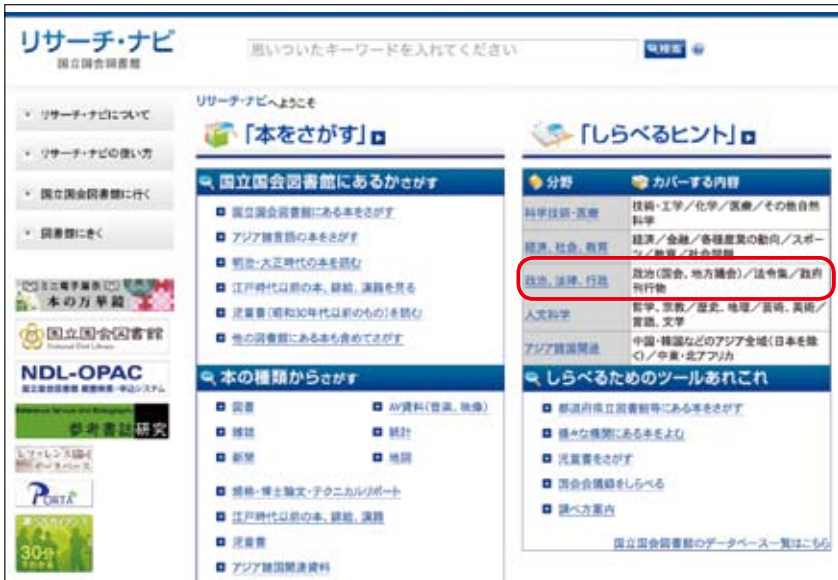 リサーチ・ナビ
国立国会図書館
思いついたキーワードを入れてください
検索
リサーチ・ナビについて
リサーチ・ナビの使い方
国立国会図書館に行く
図書館にきく
ミニ電子展示
本の万華鏡
国立国会図書館
National Diet Library
NDL-OPAC
参考書誌研究
PORTA
30分
リサーチ・ナビへようこそ
「本をさがす」
国立国会図書館にあるかさがす
国立国会図書館にある本をさがす
アジア諸言語の本をさがす
明治・大正時代の本を読む
江戸時代以前の本、錦絵、演籍を見る
児童書(昭和30年代以前のもの)を読む
他の図書館にある本も含めてさがす
本の種類からさがす
図書
AV資料(音楽、映像)
雑誌
統計
新聞
地図
規格・博士論文・テクニカルリポート
児童書
アジア諸国関連資料
「しらべるヒント」
分野
カバーする内容
科学技術・医療
技術・工学/化学/医療/その他自然
科学
経済、社会、教育
経済/金融/各種産業の動向/スポー
ツ/教育/社会問題
政治、法律、行政
政治(国会、地方議会)/法令集/政府
刊行物
人文科学
哲学、宗教/歴史、地理/芸術、美術/
言語、文学
アジア諸国関連
中国・韓国などのアジア全域(日本を除
く)/中東・北アフリカ
しらべるためのツールあれこれ
都道府県立図書館等にある本をさがす
様々な機関にある本をよむ
児童書をさがす
国会会議録をしらべる
調べ方案内
国立国会図書館のデータベース一覧はこちら